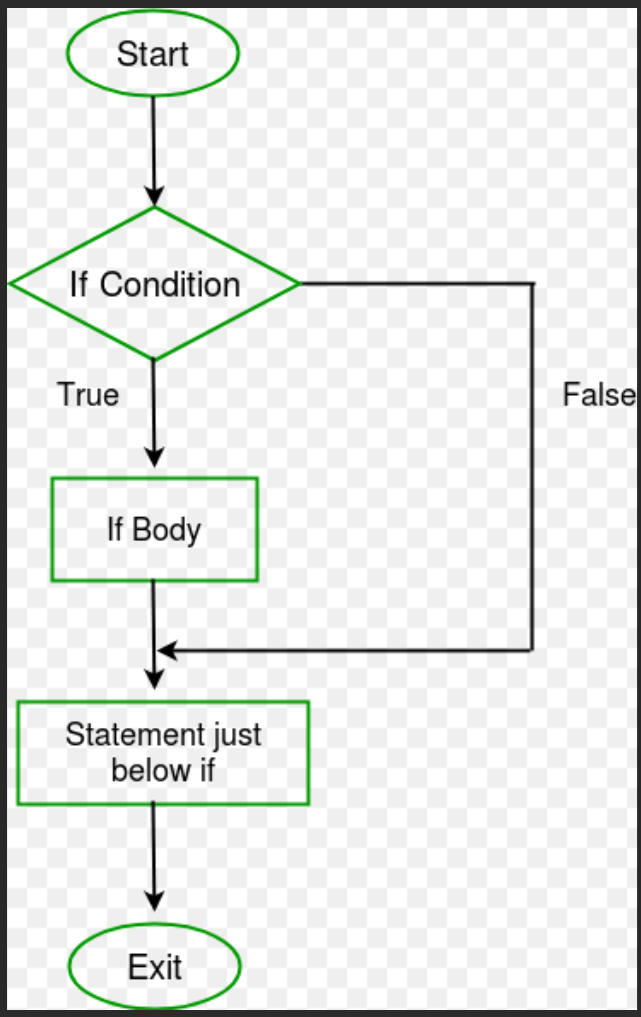 Start
If Condition
True
False
If Body
Statement just
below if
Exit